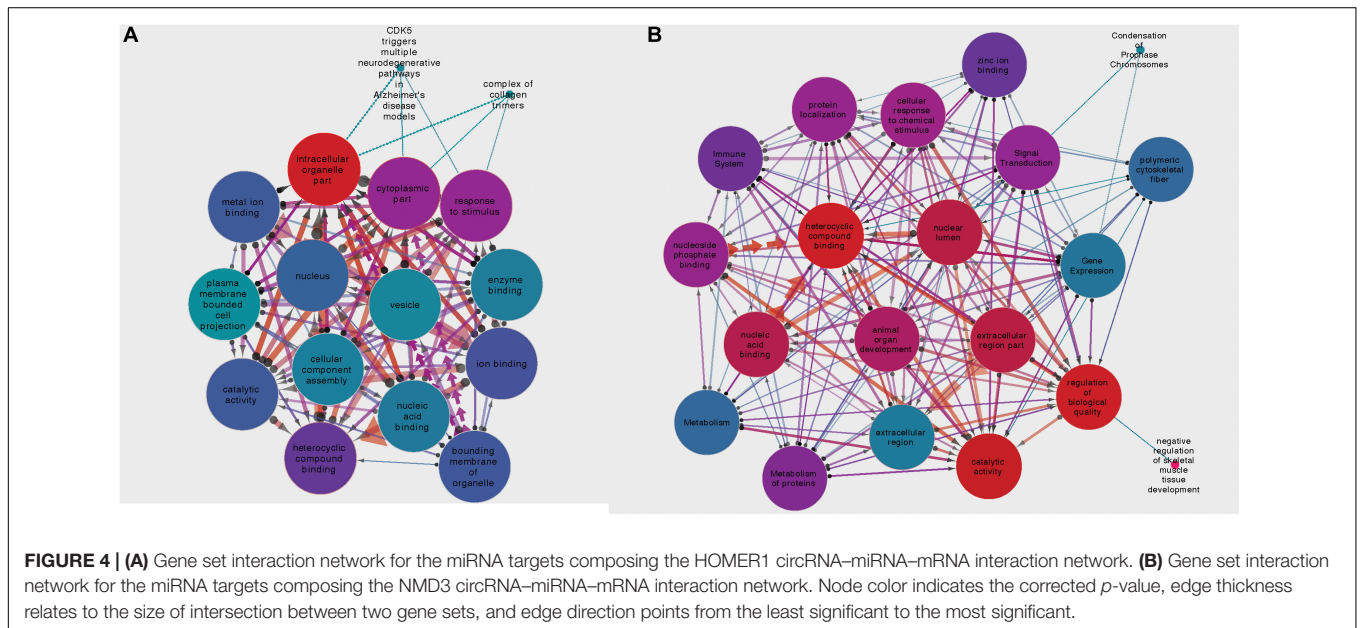 A
CDK5
triggers
multiple
neurodegenerative
pathways
in
Alzheimer's
disease
models
complex of
collagen
trimers
intracellular
organelle
part
cytoplasmic
part
response
to stimulus
metal ion
binding
nucleus
enzyme
binding
plasma
membrane
bounded
cell
projection
vesicle
cellular
component
assembly
ion binding
catalytic
activity
nucleic
acid
binding
heterocyclic
compound
binding
bounding
membrane
of
organelle
B
Condensation
of
Prophase
Chromosomes
zinc ion
binding
protein
localization
cellular
response
to chemical
stimulus
Immune
System
Signal
Transduction
polymeric
cytoskeletal
fiber
nucleoside
phosphate
binding
heterocyclic
compound
binding
nuclear
lumen
Gene
Expression
nucleic
acid
binding
animal
organ
development
extracellular
region part
regulation
of
biological
quality
Metabolism
extracellular
region
catalytic
activity
Metabolism
of proteins
negative
regulation
of skeletal
muscle
tissue
development
FIGURE 4 | (A) Gene set interaction network for the miRNA targets composing the HOMER1 circRNA–miRNA–mRNA interaction network. (B) Gene set interaction
network for the miRNA targets composing the NMD3 circRNA–miRNA–mRNA interaction network. Node color indicates the corrected p-value, edge thickness
relates to the size of intersection between two gene sets, and edge direction points from the least significant to the most significant.